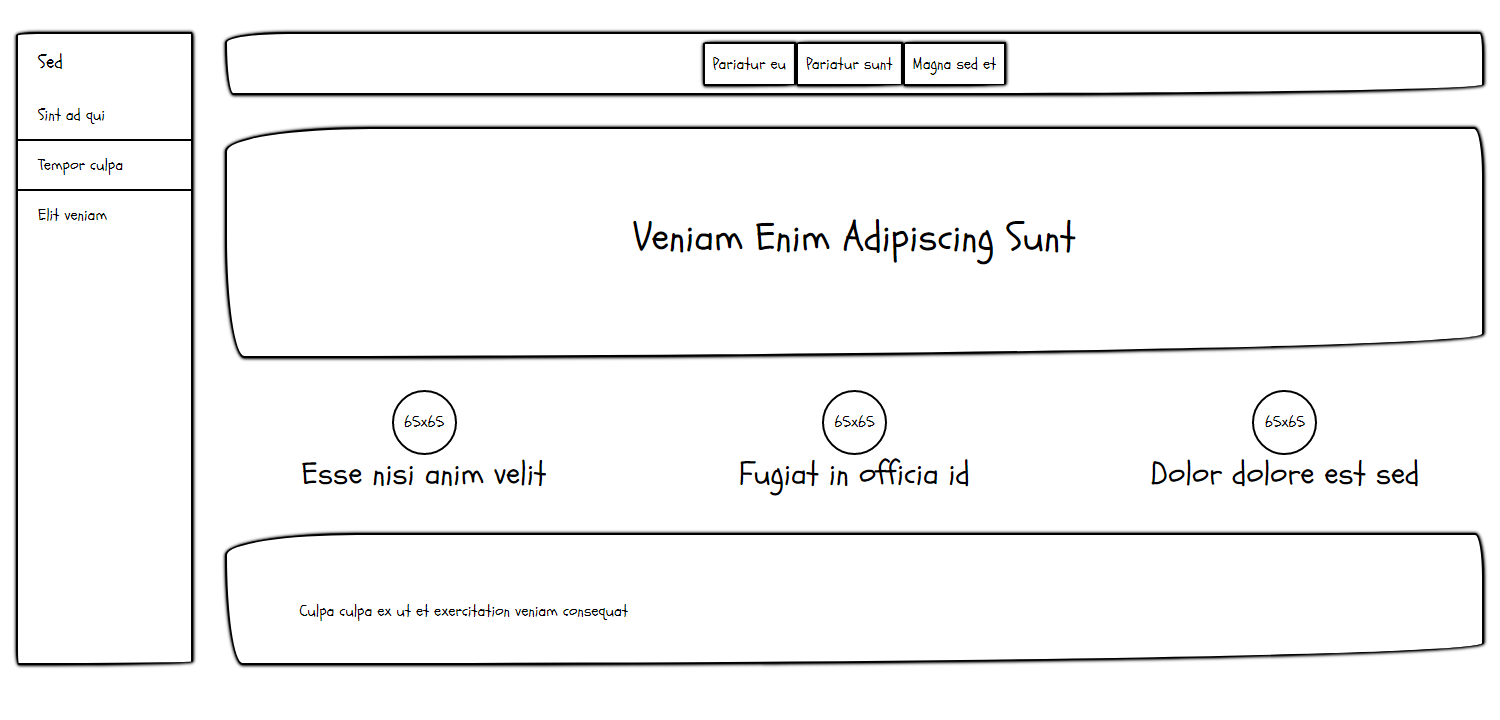 Sed
Sint ad qui
Tempor culpa
Elit veniam
Pariatur eu
Pariatur sunt
Magna sed et
Veniam Enim Adipiscing Sunt
65x65
Esse nisi anim velit
65x65
Fugiat in officia id
65x65
Dolor dolore est sed
Culpa culpa ex ut et exercitation veniam consequat